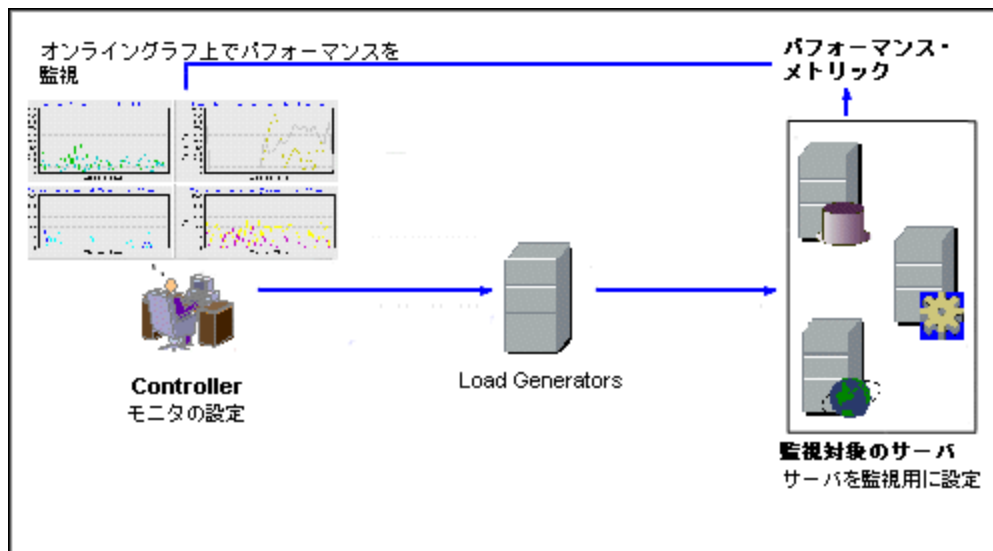 オンライングラフ上でパフォーマンスを
監視
パフォーマンス・
メトリック
Controller
モニタの設定
Load Generators
監視対象のサーバ
サーバを監視用に設定